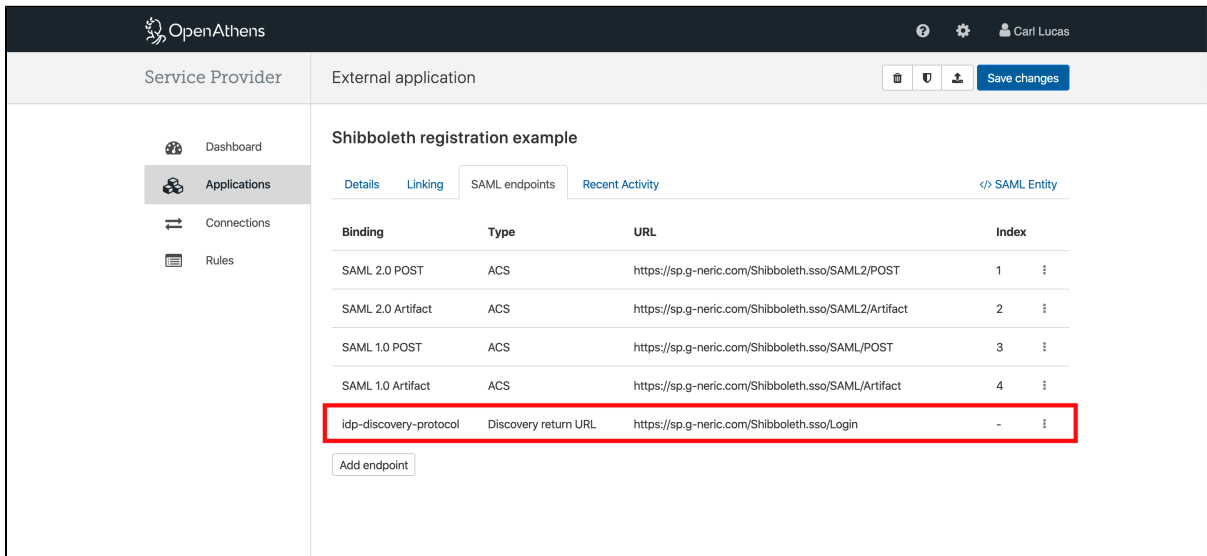 OpenAthens
Carl Lucas
Service Provider
External application
Save changes
Dashboard
Applications
Connections
Rules
Shibboleth registration example
Details Linking SAML endpoints Recent Activity </> SAML Entity
Binding Type URL Index
SAML 2.0 POST ACS https://sp.g-neric.com/Shibboleth.sso/SAML2/POST 1
SAML 2.0 Artifact ACS https://sp.g-neric.com/Shibboleth.sso/SAML2/Artifact 2
SAML 1.0 POST ACS https://sp.g-neric.com/Shibboleth.sso/SAML/POST 3
SAML 1.0 Artifact ACS https://sp.g-neric.com/Shibboleth.sso/SAML/Artifact 4
idp-discovery-protocol Discovery return URL https://sp.g-neric.com/Shibboleth.sso/Login -
Add endpoint